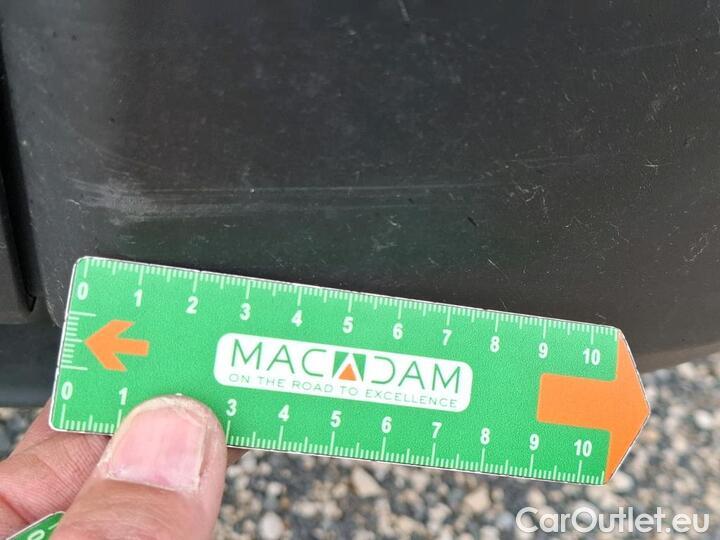 0 1 2 3 4 5 6 7 8 9 10
MACADAM
ON THE ROAD TO EXCELLENCE
0 1 3 4 5 6 7 8 9 10
CarOutlet.eu